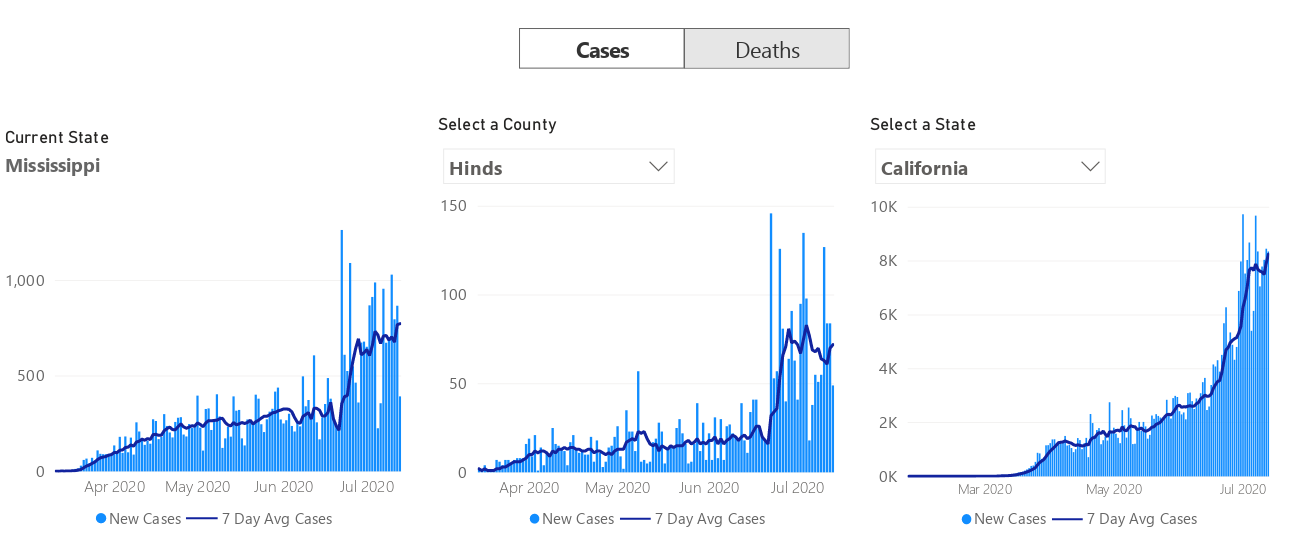 Cases Deaths
Current State
Mississippi
1,000
500
0
Apr 2020 May 2020 Jun 2020 Jul 2020
New Cases 7 Day Avg Cases
Select a County
Hinds
150
100
50
0
Apr 2020 May 2020 Jun 2020 Jul 2020
New Cases 7 Day Avg Cases
Select a State
California
10K
8K
6K
4K
2K
0K
Mar 2020 May 2020 Jul 2020
New Cases 7 Day Avg Cases